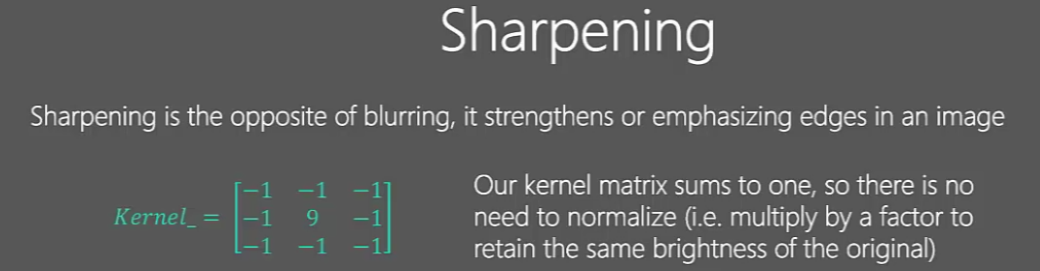 Sharpening
Sharpening is the opposite of blurring, it strengthens or emphasizing edges in an image
Kernel_ = [−1 −1 −1
−1 9 −1
−1 −1 −1]
Our kernel matrix sums to one, so there is no
need to normalize (i.e. multiply by a factor to
retain the same brightness of the original)